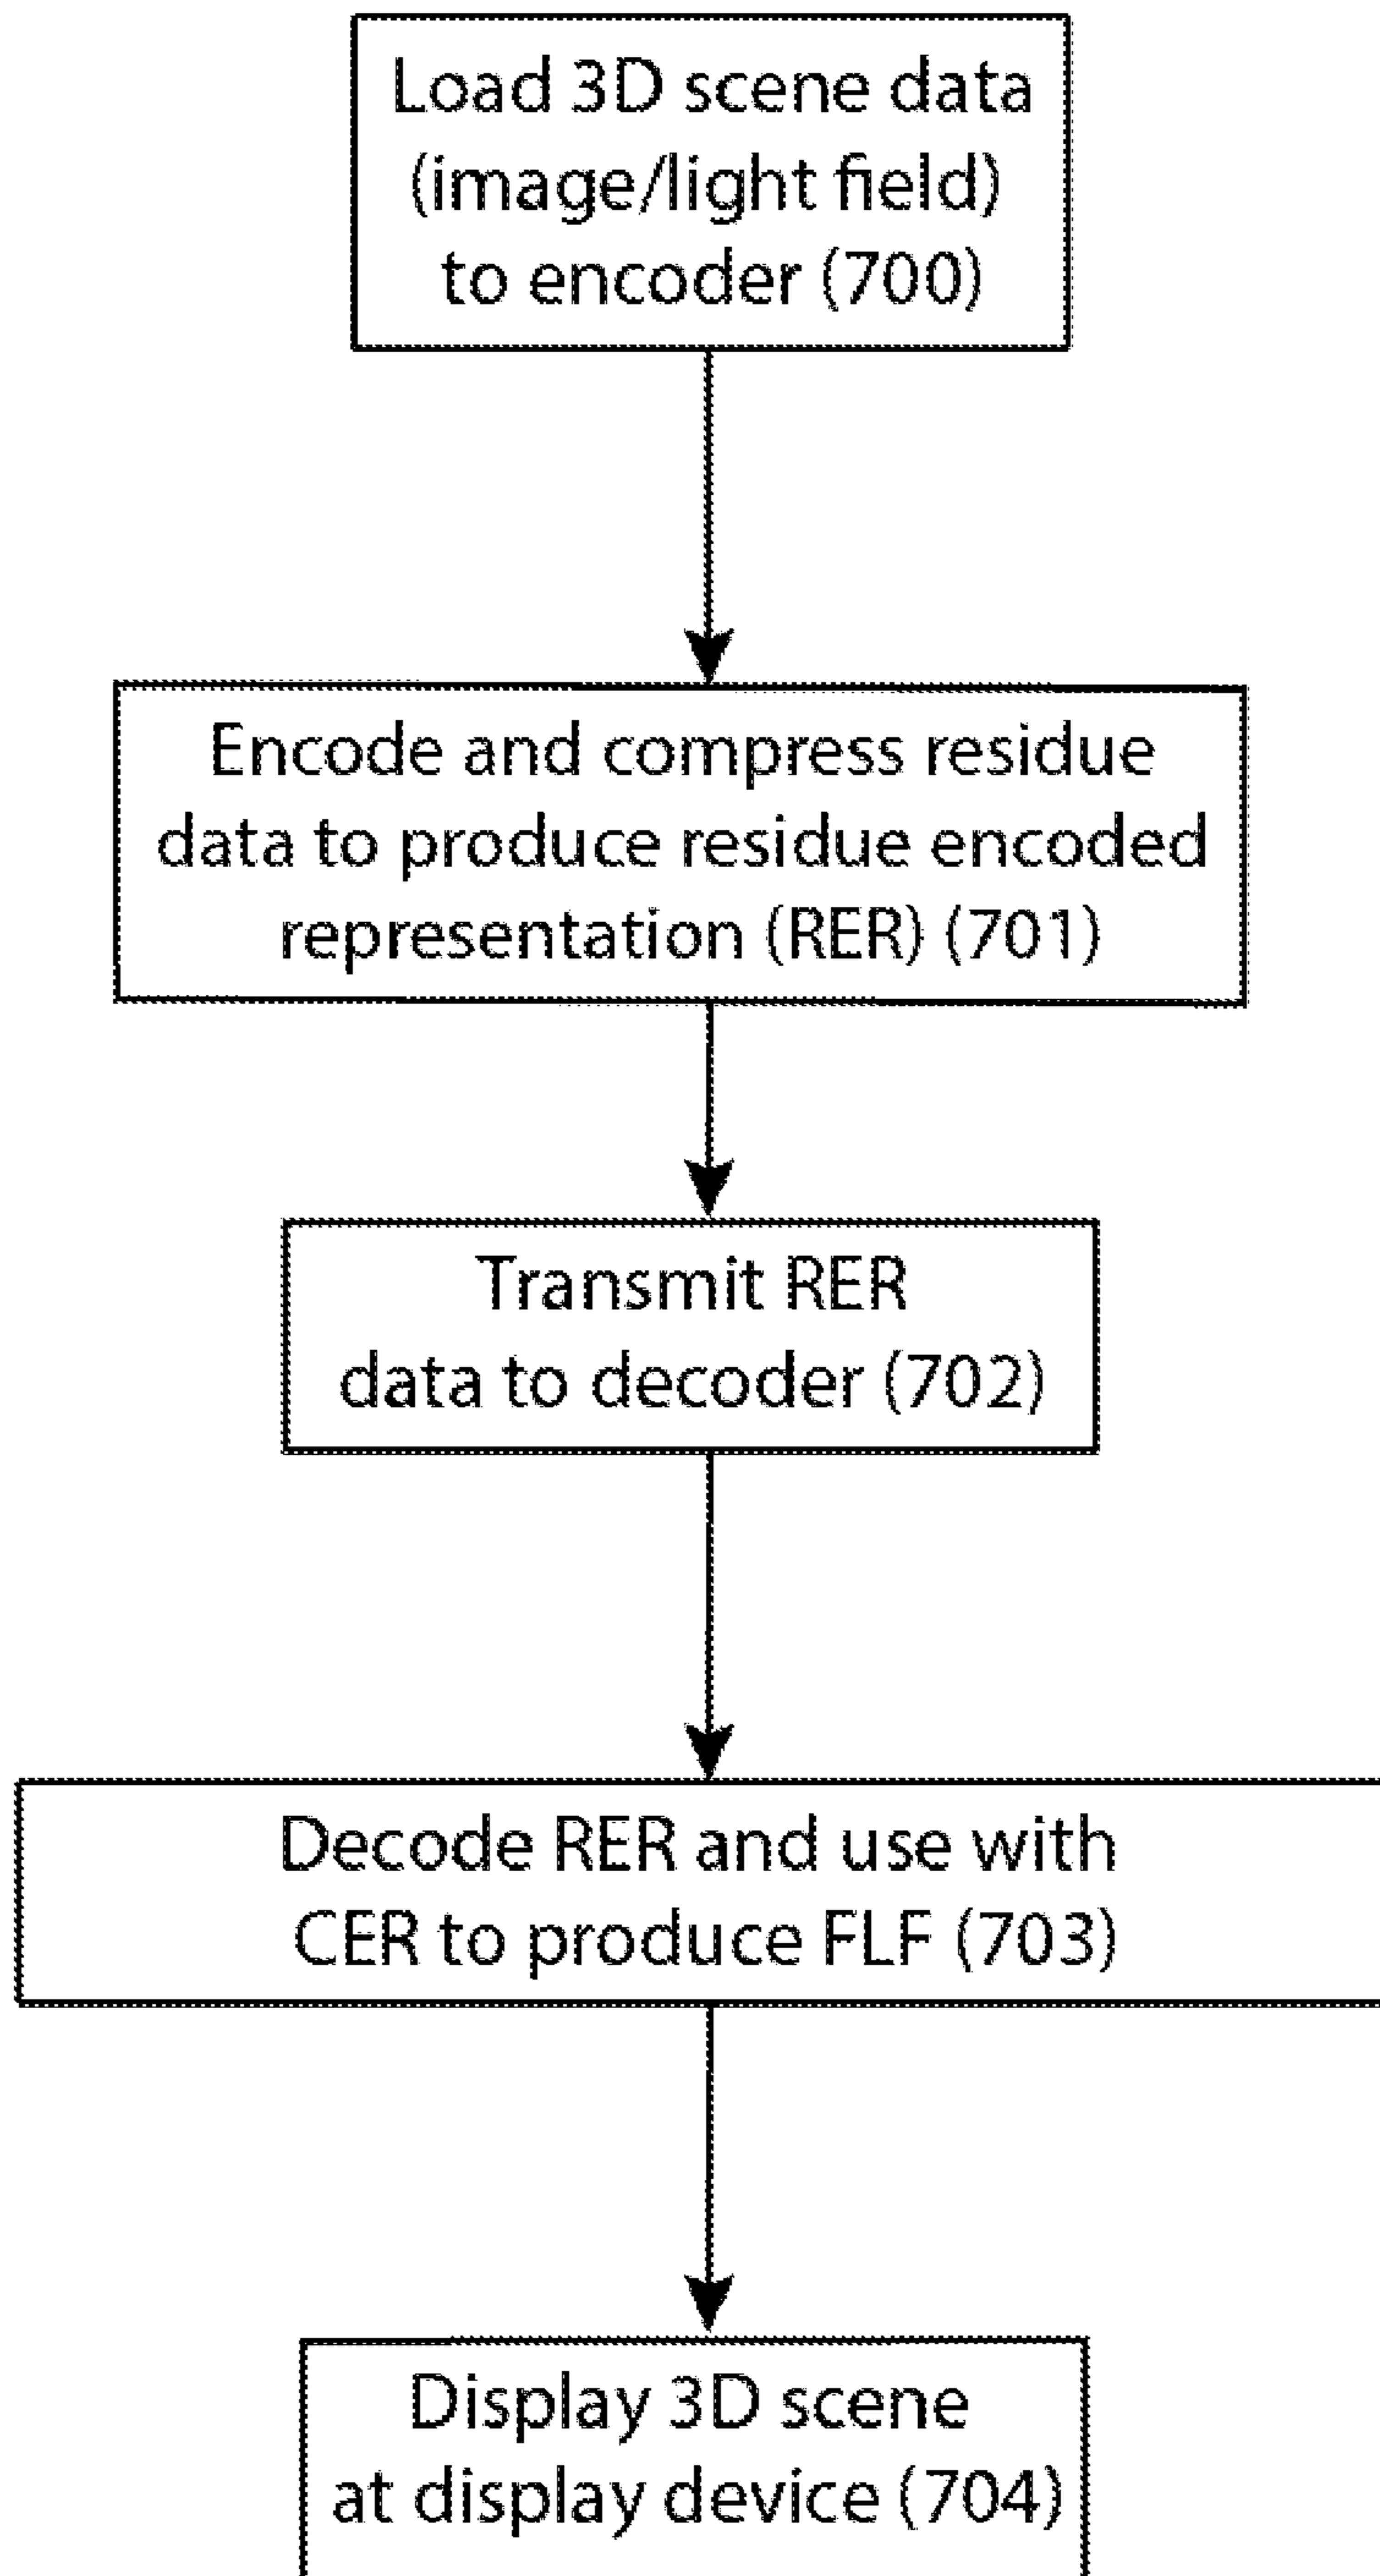 Load 3D scene data
(image/light field)
to encoder (700)
Encode and compress residue
data to produce residue encoded
representation (RER) (701)
Transmit RER
data to decoder (702)
Decode RER and use with
CER to produce FLF (703)
Display 3D scene
at display device (704)